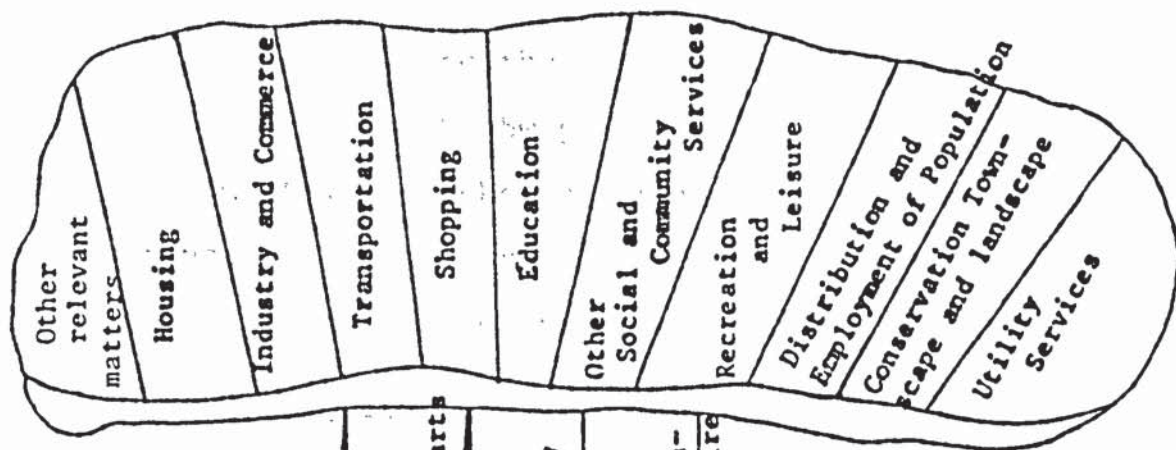 Other
relevant
matters
Housing
Industry and Commerce
Transportation
Shopping
Education
Other
Social and
Community
Services
Recreation
and
Leisure
Distribution and
Employment of Population
Conservation Town-
scape and landscape
Utility
Services